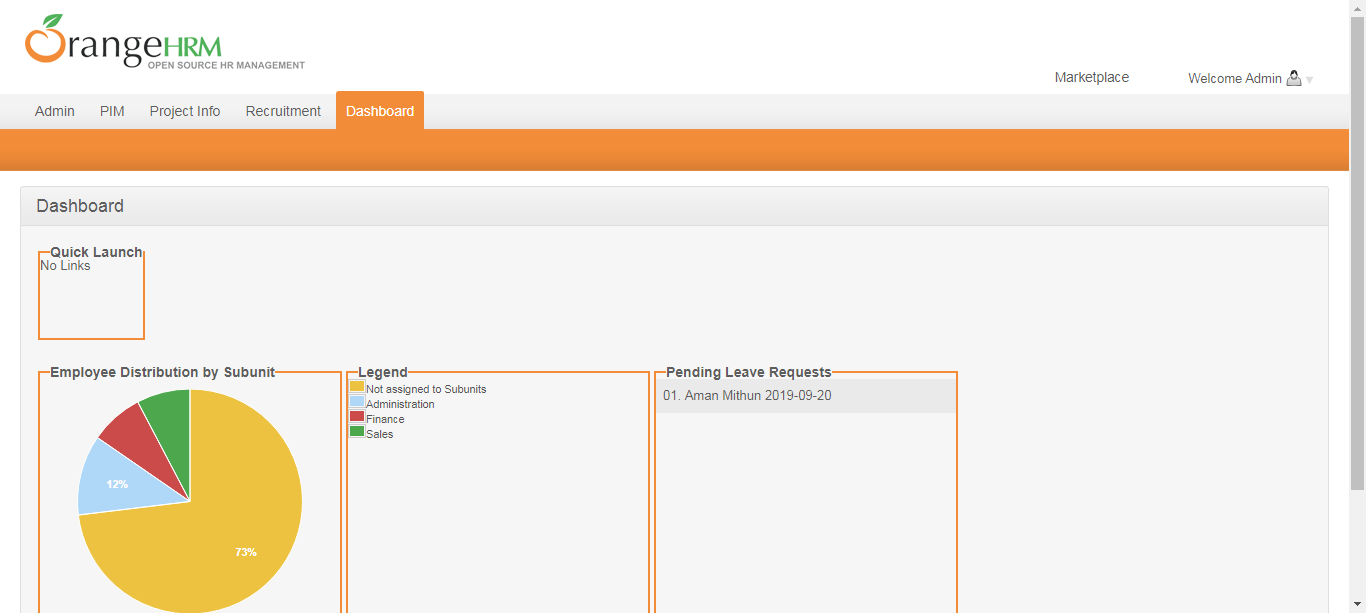 OrangeHRM
OPEN SOURCE HR MANAGEMENT
Marketplace
Welcome Admin
Admin PIM Project Info Recruitment Dashboard
Dashboard
Quick Launch
No Links
Employee Distribution by Subunit
12%
73%
Legend
Not assigned to Subunits
Administration
Finance
Sales
Pending Leave Requests
01. Aman Mithun 2019-09-20